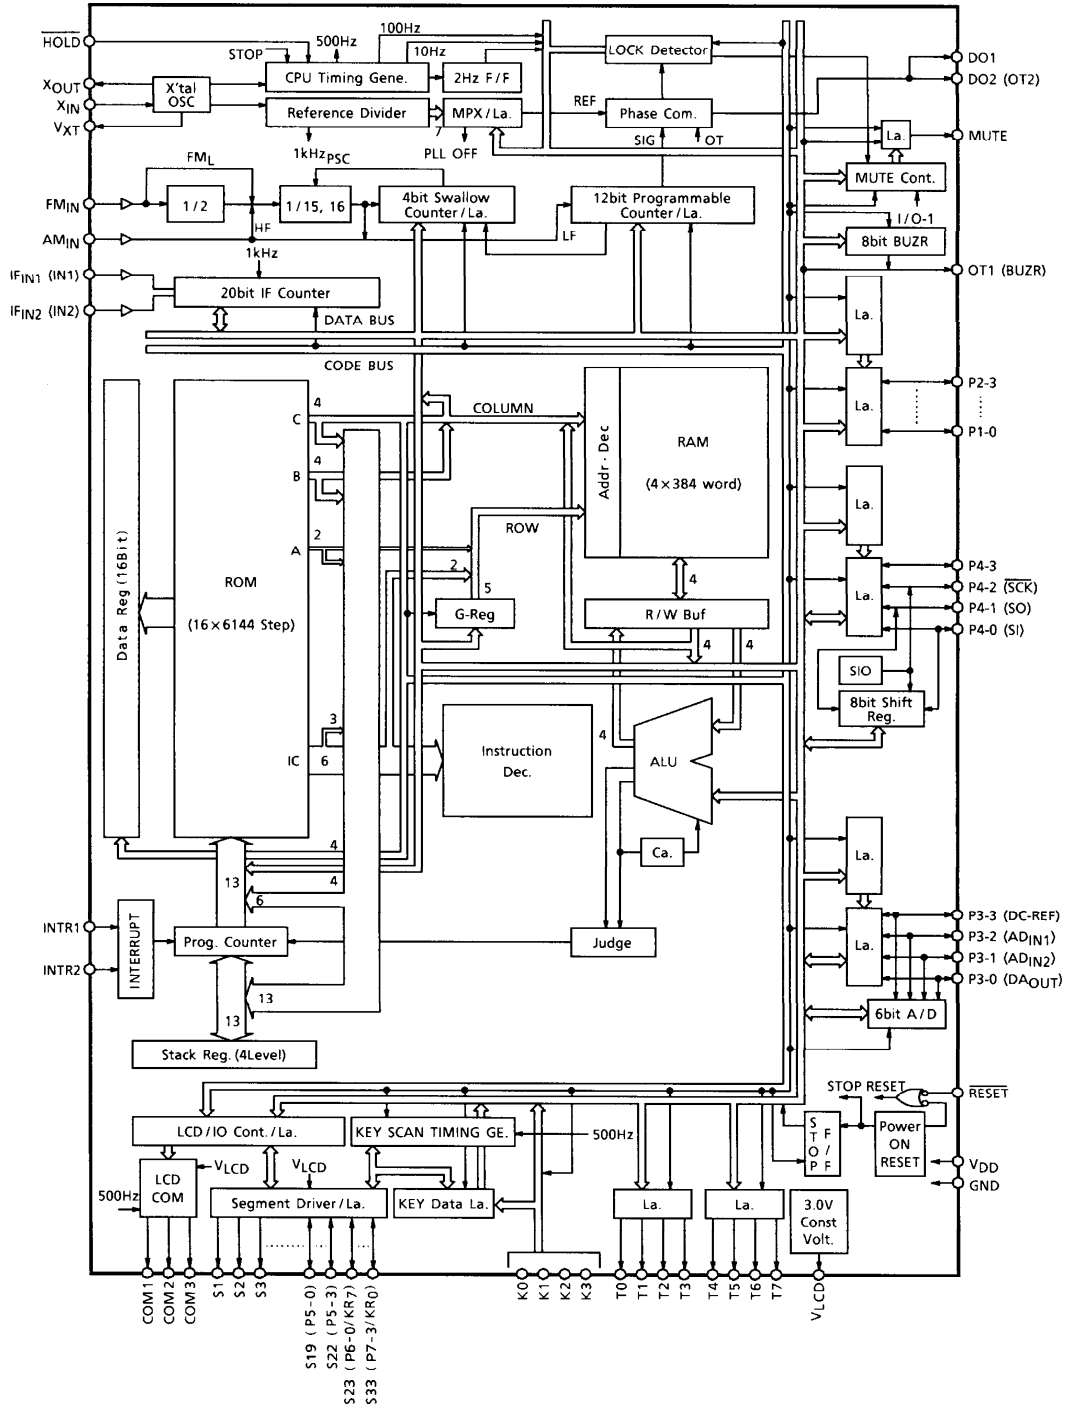 100Hz
HOLD
500Hz
STOP
10Hz
LOCK Detector
DO1
CPU Timing Gene.
2Hz F/F
DO2 (OT2)
XOUT
X'tal
OSC
XIN
Reference Divider
MPX/La.
REF
Phase Com.
VXT
7
La.
MUTE
1kHz
PSC
PLL OFF
SIG
OT
FML
MUTE Cont.
FMIN
1/2
1/15, 16
4bit Swallow
Counter/La.
12bit Programmable
Counter/La.
I/O-1
HF
LF
8bit BUZR
AMIN
1kHz
IFIN1 (IN1)
OT1 (BUZR)
20bit IF Counter
IFIN2 (IN2)
La.
DATA BUS
CODE BUS
P2-3
4
COLUMN
C
La.
P1-0
Data Reg (16Bit)
ROM
(16×6144 Step)
Addr·Dec
RAM
(4×384 word)
4
B
La.
2
ROW
A
P4-3
2
4
P4-2 (SCK)
5
La.
G-Reg
R/W Buf
P4-1 (SO)
P4-0 (SI)
4
4
SIO
8bit Shift
Reg.
3
4
IC
6
Instruction
Dec.
ALU
4
Ca.
La.
13
4
6
INTR1
P3-3 (DC-REF)
INTERRUPT
Prog. Counter
Judge
La.
P3-2 (ADIN1)
P3-1 (ADIN2)
INTR2
P3-0 (DAOUT)
13
13
6bit A/D
Stack Reg. (4Level)
STOP RESET
RESET
LCD/IO Cont./La.
KEY SCAN TIMING GE.
500Hz
STOP
F/F
Power
ON
RESET
VDD
GND
LCD
COM
VLCD
VLCD
500Hz
Segment Driver/La.
KEY Data La.
La.
La.
3.0V
Const
Volt.
COM1
COM2
COM3
S1
S2
S3
S19 (P5-0)
S22 (P5-3)
S23 (P6-0/KR7)
S33 (P7-3/KR0)
K0
K1
K2
K3
T0
T1
T2
T3
T4
T5
T6
T7
VLCD